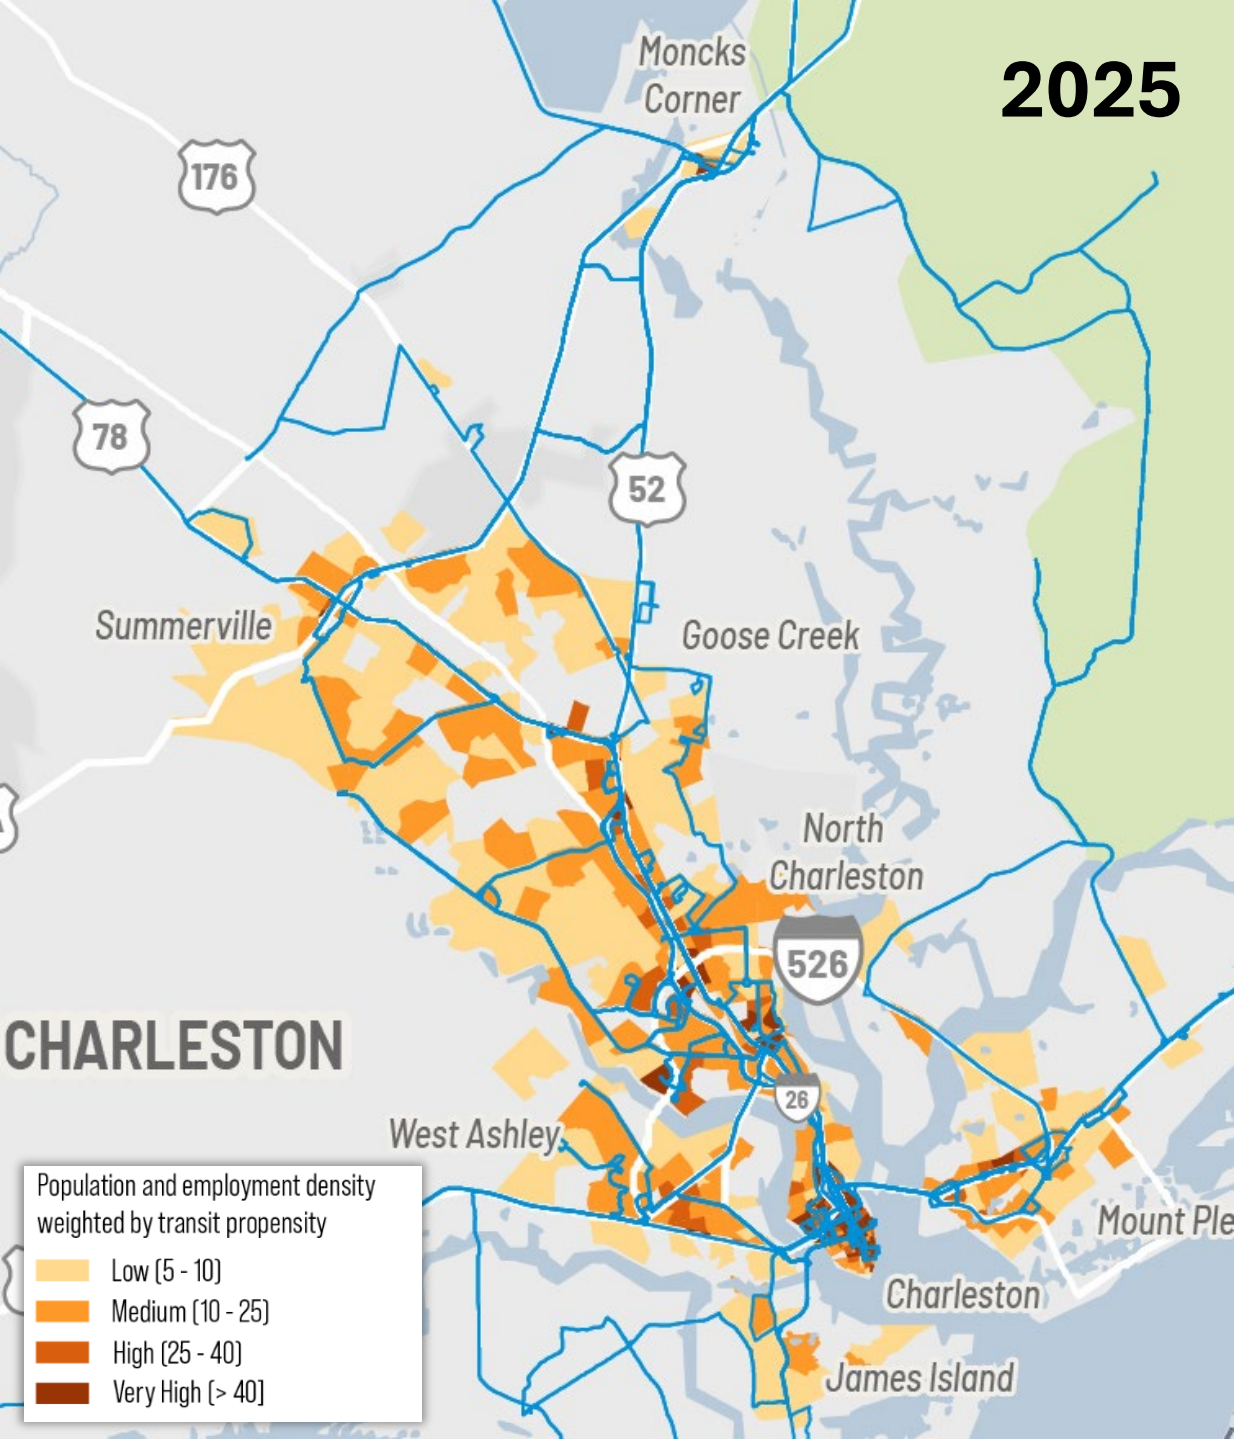 Moncks
Corner
2025
176
78
52
Summerville
Goose Creek
North
Charleston
526
CHARLESTON
26
West Ashley
Mount Ple
Charleston
James Island
Population and employment density
weighted by transit propensity
Low (5 - 10)
Medium (10 - 25)
High (25 - 40)
Very High (> 40]